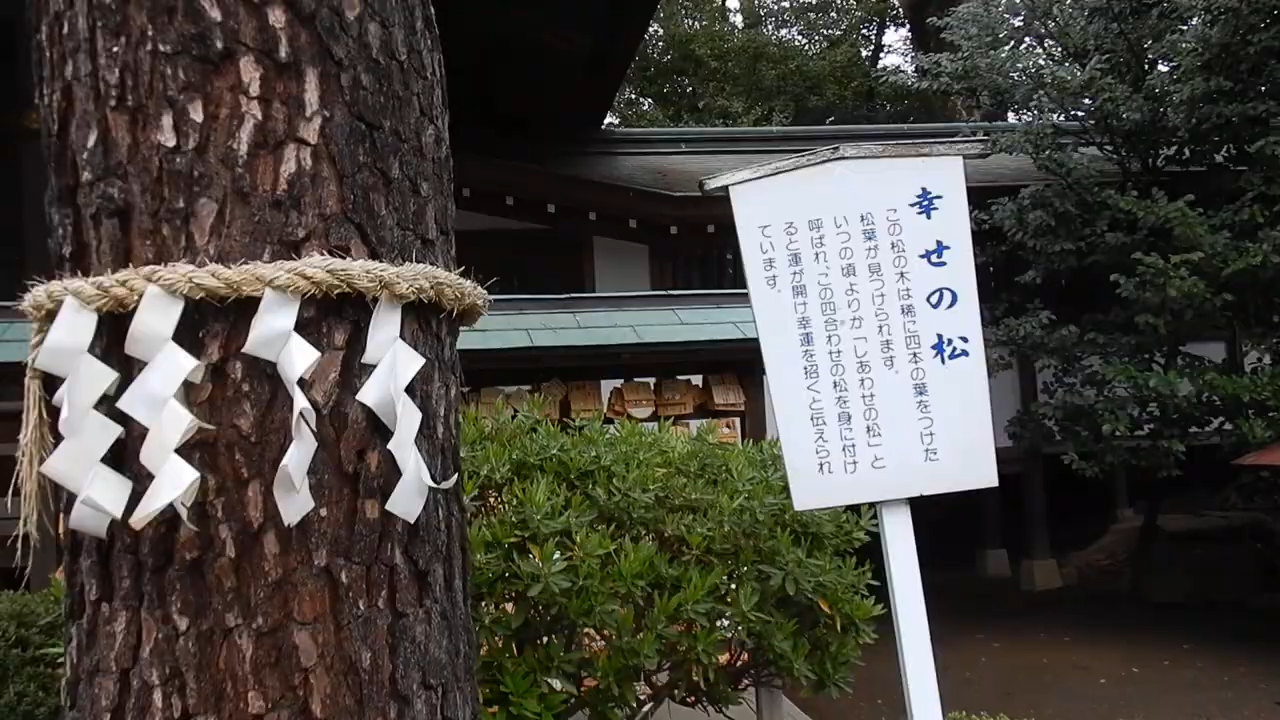 幸せの松
この松の木は稀に四本の葉をつけた
松葉が見つけられます。
いつの頃よりか「しあわせの松」と
呼ばれ、この四合わせの松を身に付け
ると運が開け幸運を招くと伝えられ
ています。